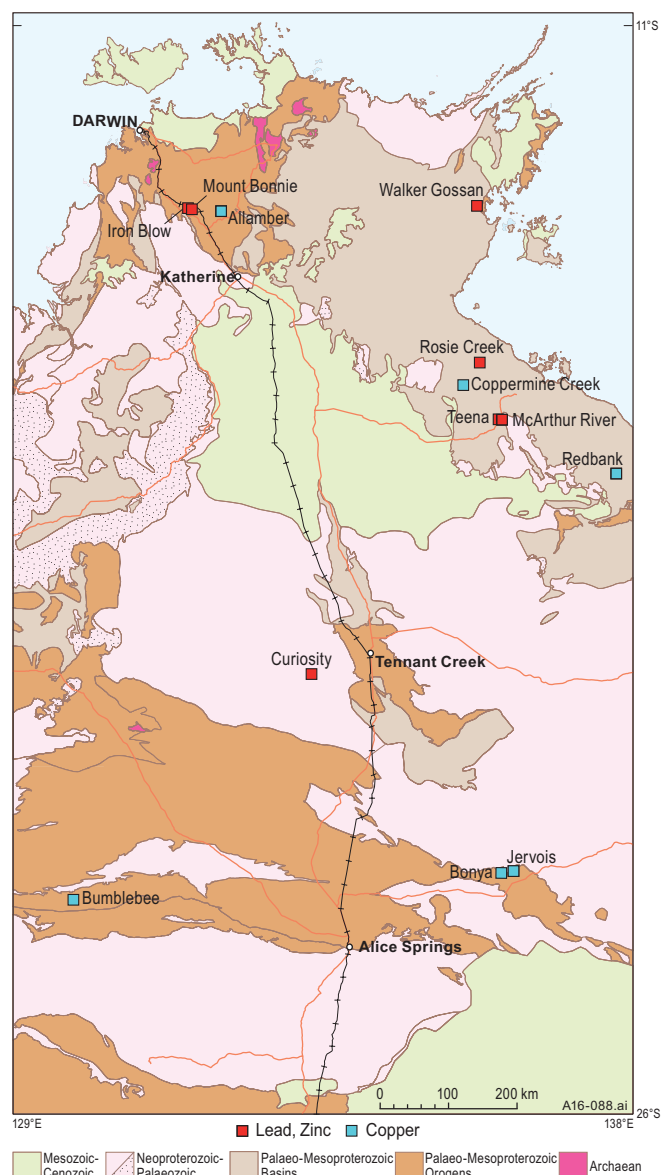 11°S
DARWIN
Mount Bonnie
Walker Gossan
Allamber
Iron Blow
Katherine
Rosie Creek
Coppermine Creek
Teena
McArthur River
Redbank
Curiosity
Tennant Creek
Jervois
Bonya
Bumblebee
Alice Springs
0 100 200 km
A16-088.ai
129°E
138°E
26°S
Lead, Zinc Copper
Mesozoic- Neoproterozoic- Palaeo-Mesoproterozoic Palaeo-Mesoproterozoic Archaean
Cenozoic Palaeozoic Basins Orogens